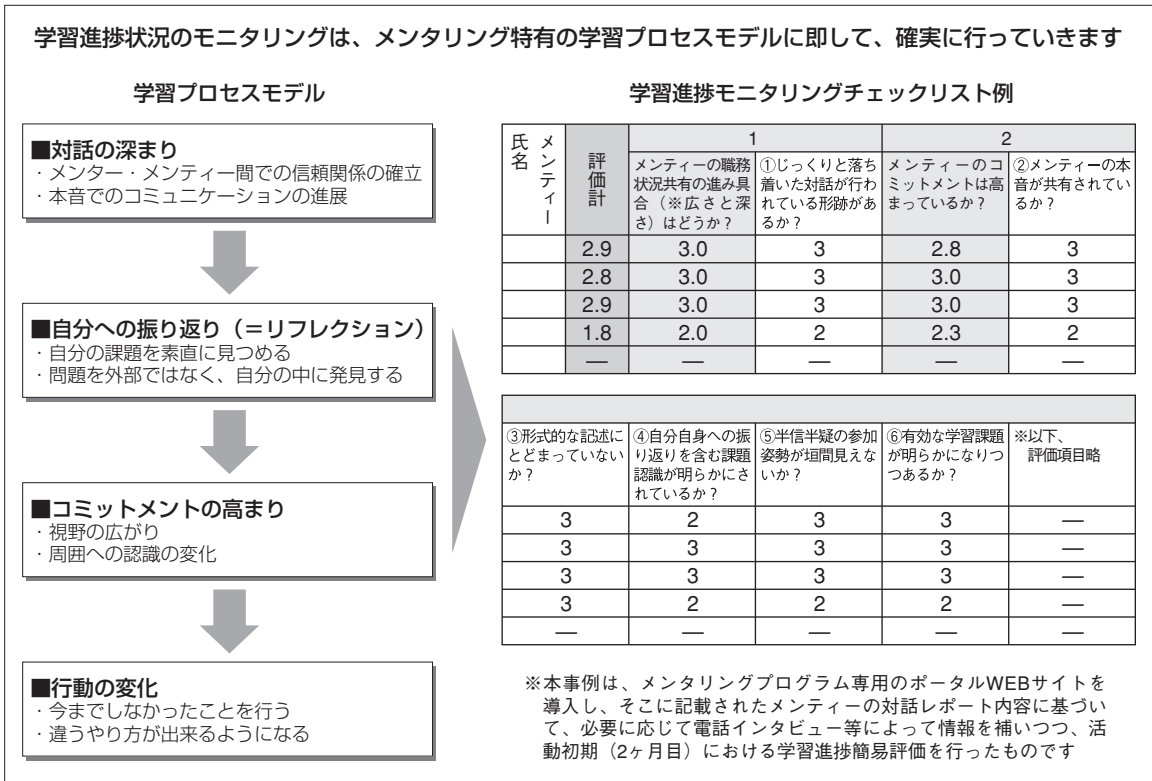 学習進捗状況のモニタリングは、メンタリング特有の学習プロセスモデルに即して、確実に行っていきます
学習プロセスモデル
■対話の深まり
・メンター・メンティー間での信頼関係の確立
・本音でのコミュニケーションの進展
■自分への振り返り（＝リフレクション）
・自分の課題を素直に見つめる
・問題を外部ではなく、自分の中に発見する
■コミットメントの高まり
・視野の広がり
・周囲への認識の変化
■行動の変化
・今までしなかったことを行う
・違うやり方が出来るようになる
学習進捗モニタリングチェックリスト例
メンティー
氏名
評価計
1
2
メンティーの職務
状況共有の進み具
合（※広さと深
さ）はどうか？
①じっくりと落ち
着いた対話が行わ
れている形跡があ
るか？
メンティーのコ
ミットメントは高
まっているか？
②メンティーの本
音が共有されてい
るか？
2.9 3.0 3 2.8 3
2.8 3.0 3 3.0 3
2.9 3.0 3 3.0 3
1.8 2.0 2 2.3 2
— — — — —
③形式的な記述に
とどまっていない
か？
④自分自身への振
り返りを含む課題
認識が明らかにさ
れているか？
⑤半信半疑の参加
姿勢が垣間見えな
いか？
⑥有効な学習課題
が明らかになりつ
つあるか？
※以下、
評価項目略
3 2 3 3 —
3 3 3 3 —
3 3 3 3 —
3 2 2 2 —
— — — — —
※本事例は、メンタリングプログラム専用のポータルWEBサイトを
導入し、そこに記載されたメンティーの対話レポート内容に基づい
て、必要に応じて電話インタビュー等によって情報を補いつつ、活
動初期（2ヶ月目）における学習進捗簡易評価を行ったものです